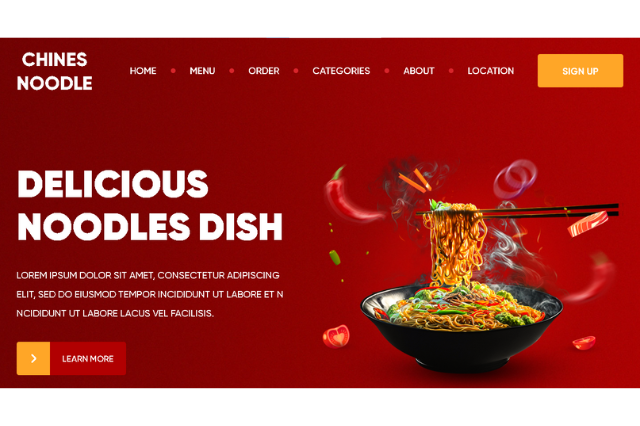 CHINES
NOODLE
HOME MENU ORDER CATEGORIES ABOUT LOCATION SIGN UP
DELICIOUS
NOODLES DISH
LOREM IPSUM DOLOR SIT AMET, CONSECTETUR ADIPISCING
ELIT, SED DO EIUSMOD TEMPOR INCIDIDUNT UT LABORE ET N
NCIDIDUNT UT LABORE LACUS VEL FACILISIS.
LEARN MORE